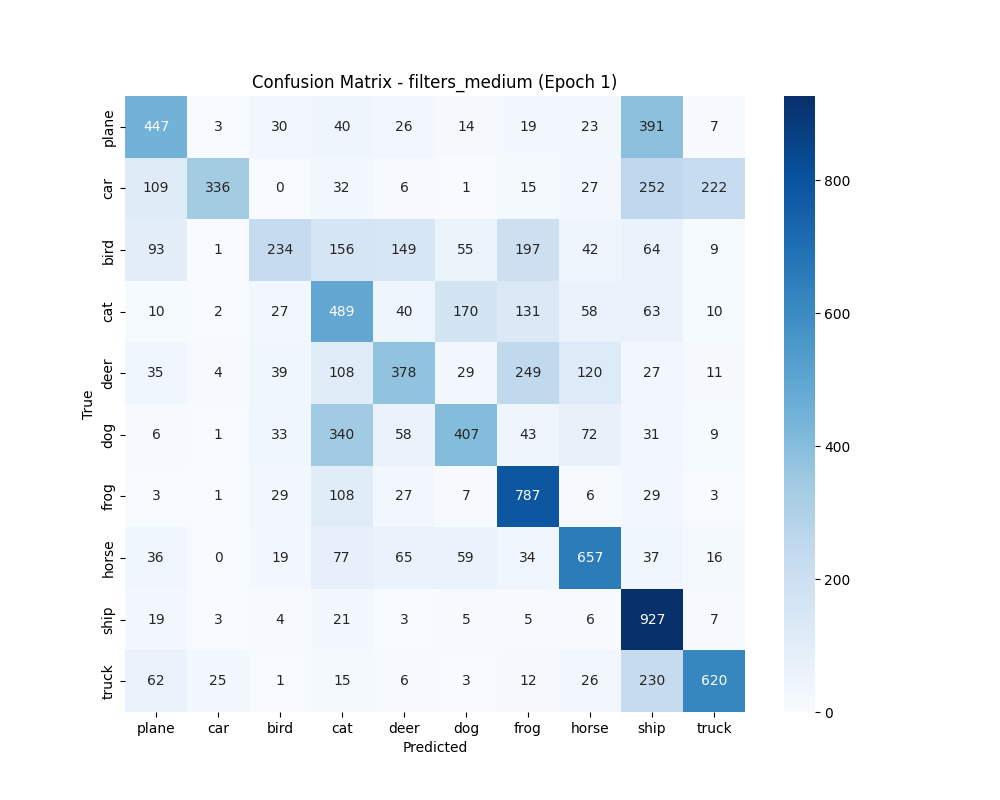 Confusion Matrix - filters_medium (Epoch 1)
plane 447 3 30 40 26 14 19 23 391 7
car 109 336 0 32 6 1 15 27 252 222
bird 93 1 234 156 149 55 197 42 64 9
cat 10 2 27 489 40 170 131 58 63 10
deer 35 4 39 108 378 29 249 120 27 11
dog 6 1 33 340 58 407 43 72 31 9
frog 3 1 29 108 27 7 787 6 29 3
horse 36 0 19 77 65 59 34 657 37 16
ship 19 3 4 21 3 5 5 6 927 7
truck 62 25 1 15 6 3 12 26 230 620
plane car bird cat deer dog frog horse ship truck
Predicted
True
800
600
400
200
0